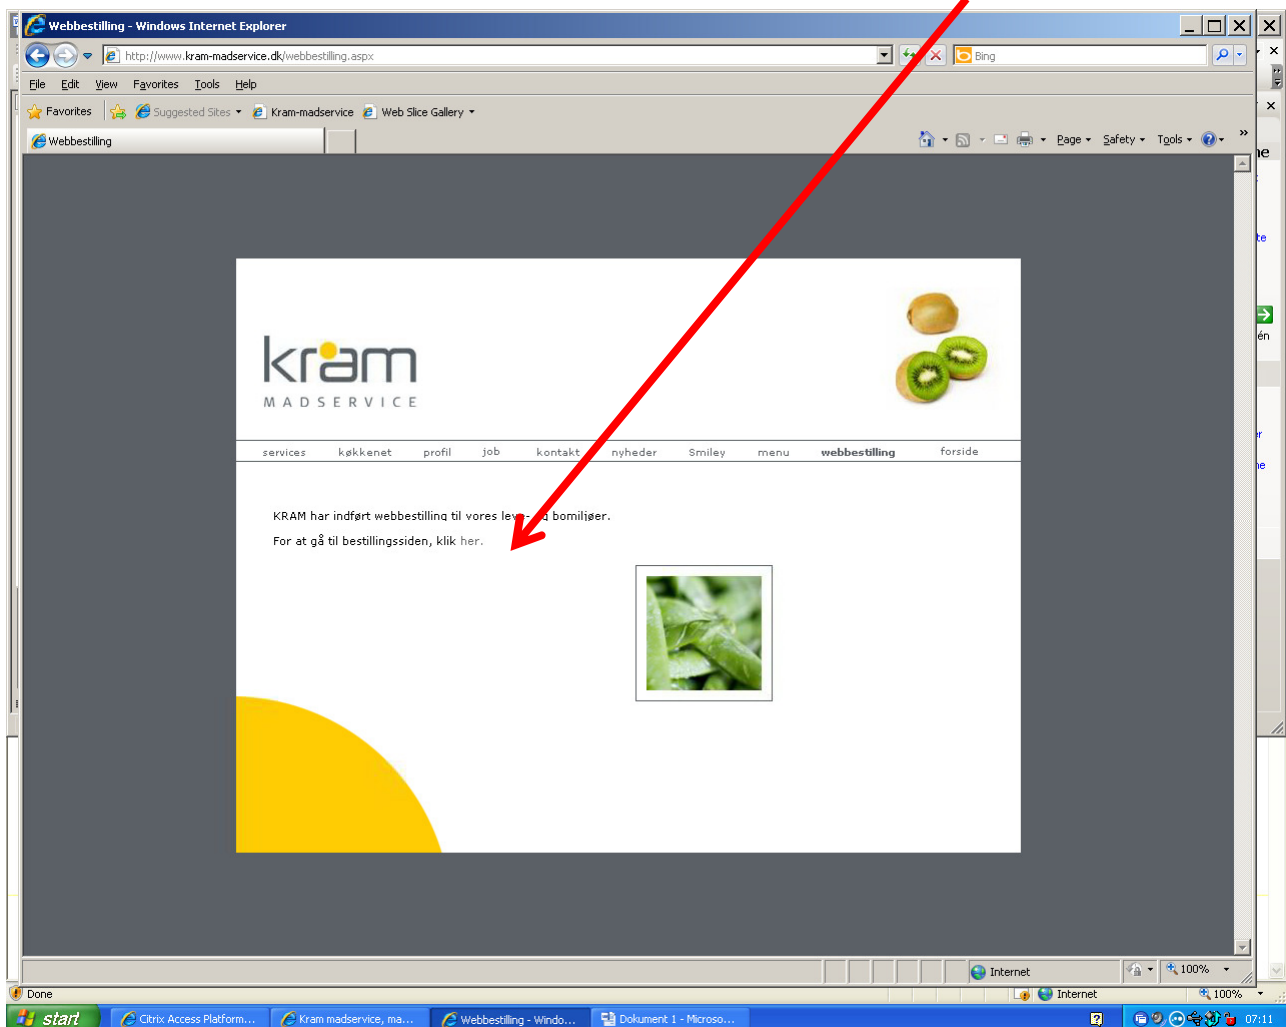 Webbestilling - Windows Internet Explorer
http://www.kram-madservice.dk/webbestilling.aspx
Bing
File Edit View Favorites Tools Help
Favorites Suggested Sites Kram-madservice Web Slice Gallery
Webbestilling
Page Safety Tools
kram
MADSERVICE
services køkkenet profil job kontakt nyheder Smiley menu webbestilling forside
KRAM har indført webbestilling til vores leve- og bomiljøer.
For at gå til bestillingssiden, klik her.
Internet 100%
Done Internet 100%
start Citrix Access Platform... Kram madservice, ma... Webbestilling - Windo... Dokument 1 - Microso... 07:11